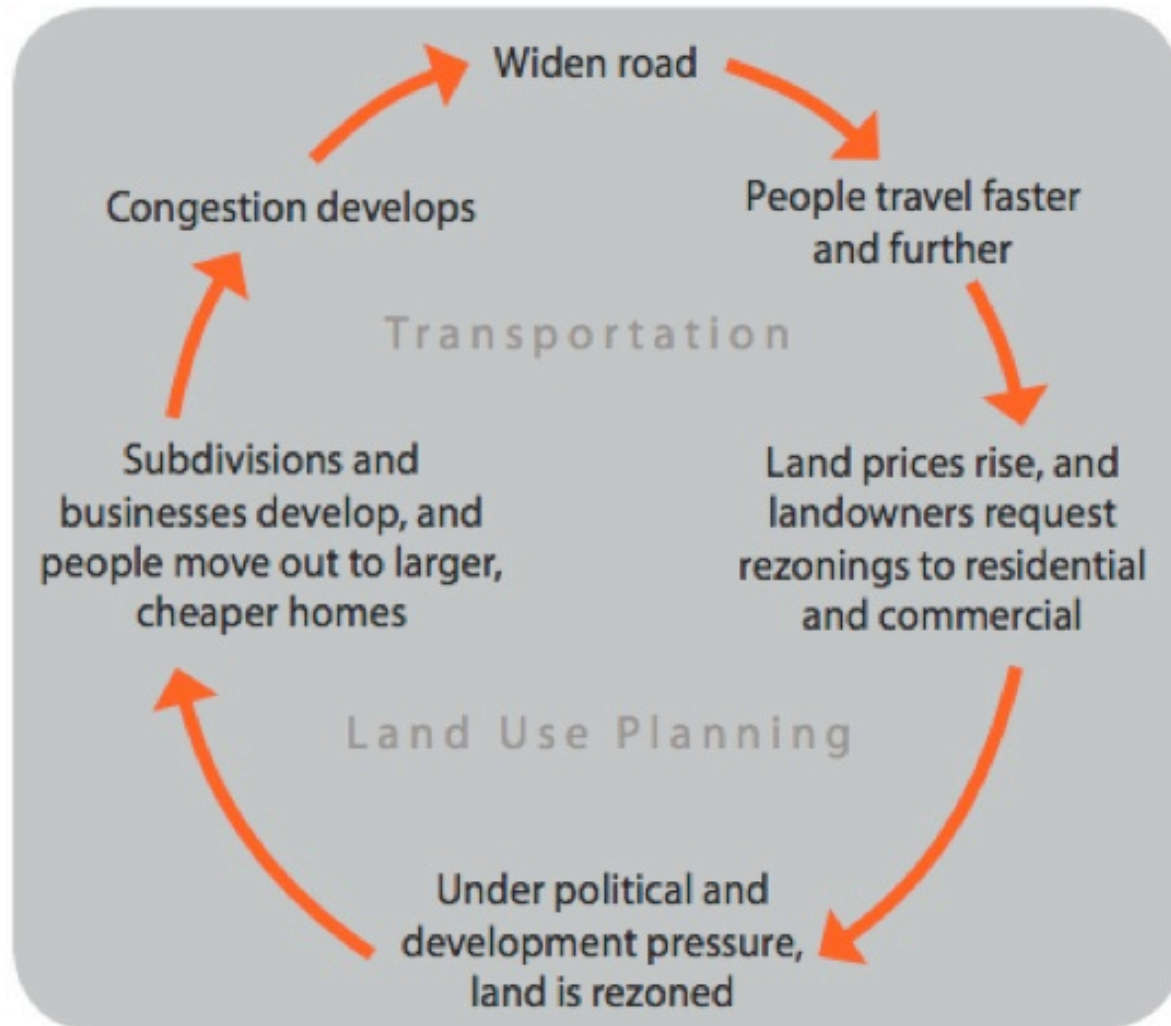 Widen road
People travel faster
and further
Land prices rise, and
landowners request
rezonings to residential
and commercial
Under political and
development pressure,
land is rezoned
Subdivisions and
businesses develop, and
people move out to larger,
cheaper homes
Congestion develops
Transportation
Land Use Planning